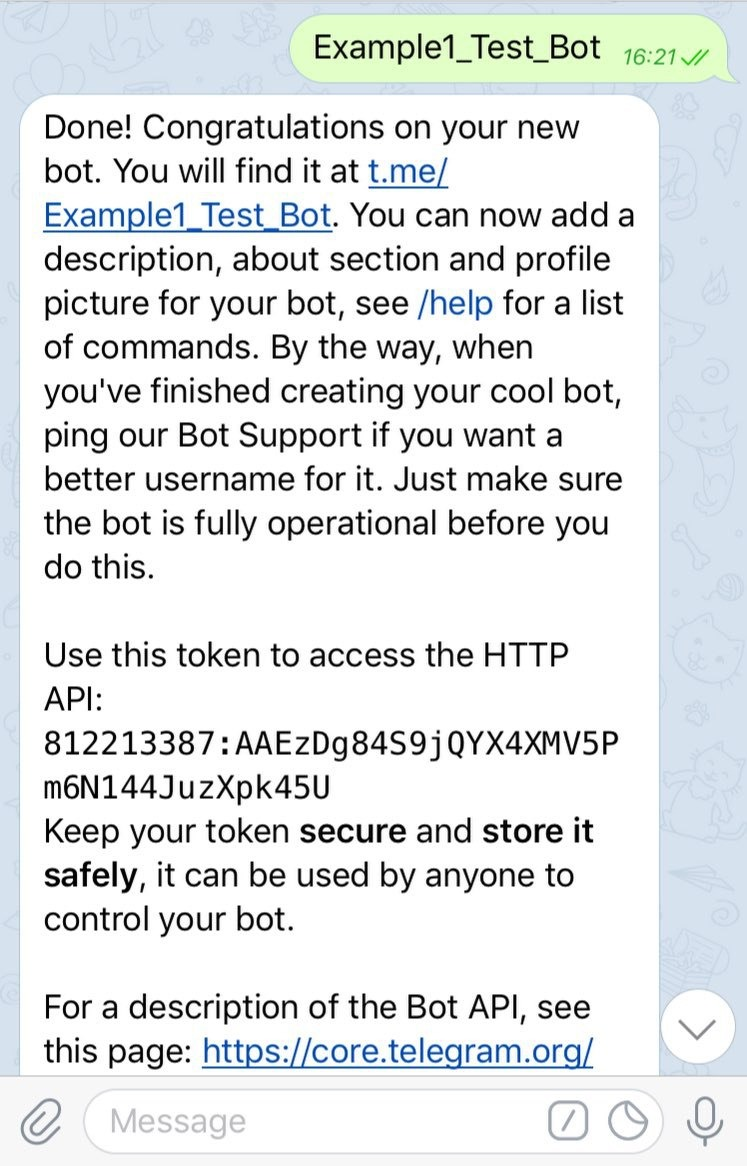 Example1_Test_Bot 16:21
Done! Congratulations on your new
bot. You will find it at t.me/
Example1_Test_Bot. You can now add a
description, about section and profile
picture for your bot, see /help for a list
of commands. By the way, when
you've finished creating your cool bot,
ping our Bot Support if you want a
better username for it. Just make sure
the bot is fully operational before you
do this.
Use this token to access the HTTP
API:
812213387:AAEzDg84S9jQYX4XMV5P
m6N144JuzXpk45U
Keep your token secure and store it
safely, it can be used by anyone to
control your bot.
For a description of the Bot API, see
this page: https://core.telegram.org/
Message